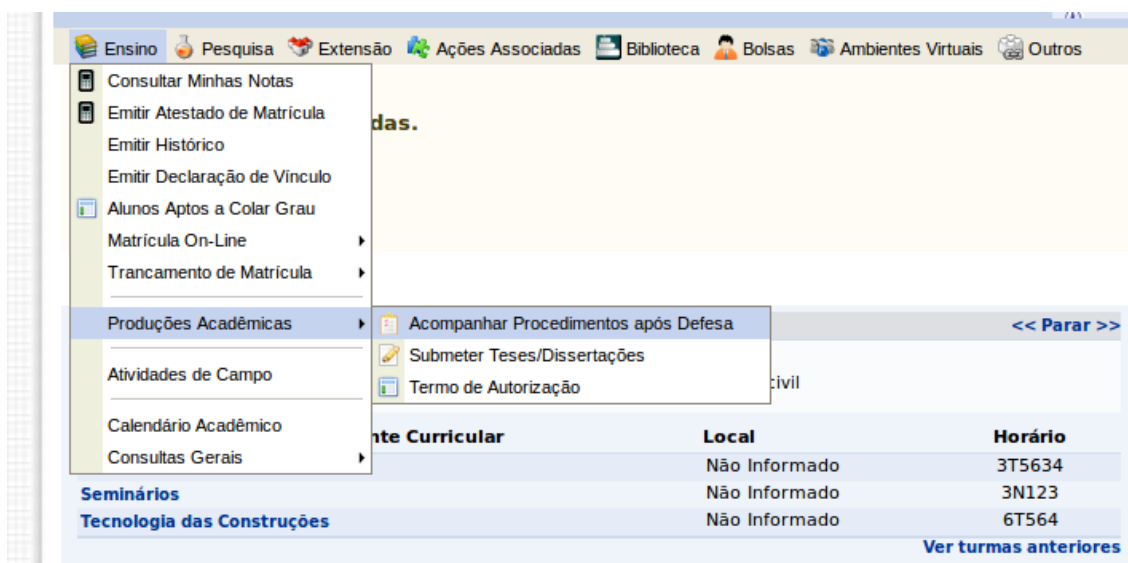 Ensino Pesquisa Extensão Ações Associadas Biblioteca Bolsas Ambientes Virtuais Outros
Consultar Minhas Notas
Emitir Atestado de Matrícula
das.
Emitir Histórico
Emitir Declaração de Vínculo
Alunos Aptos a Colar Grau
Matrícula On-Line
Trancamento de Matrícula
Produções Acadêmicas
Acompanhar Procedimentos após Defesa
<< Parar >>
Submeter Teses/Dissertações
Atividades de Campo
Termo de Autorização
civil
Calendário Acadêmico
nte Curricular Local Horário
Consultas Gerais
Não Informado 3T5634
Seminários Não Informado 3N123
Tecnologia das Construções Não Informado 6T564
Ver turmas anteriores